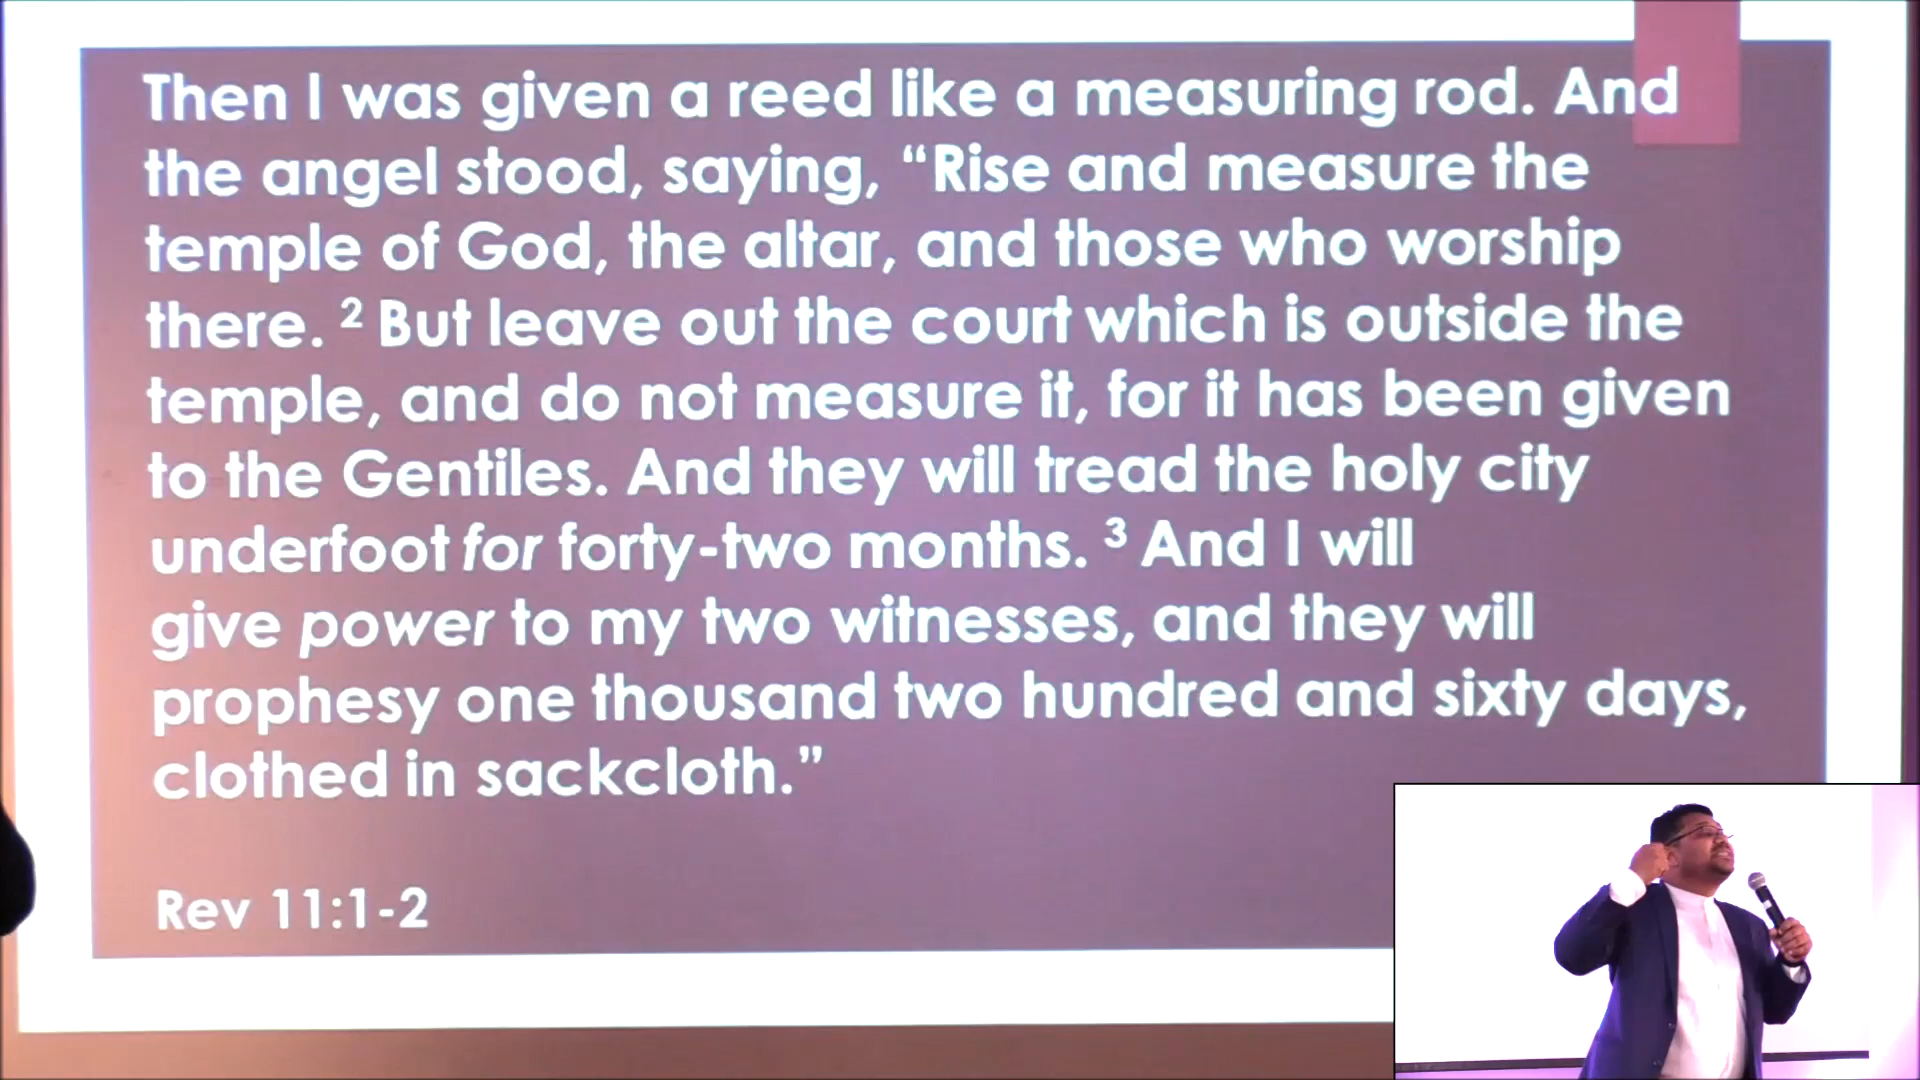 Then I was given a reed like a measuring rod. And
the angel stood, saying, “Rise and measure the
temple of God, the altar, and those who worship
there. ² But leave out the court which is outside the
temple, and do not measure it, for it has been given
to the Gentiles. And they will tread the holy city
underfoot for forty-two months. ³ And I will
give power to my two witnesses, and they will
prophesy one thousand two hundred and sixty days,
clothed in sackcloth.”
Rev 11:1-2